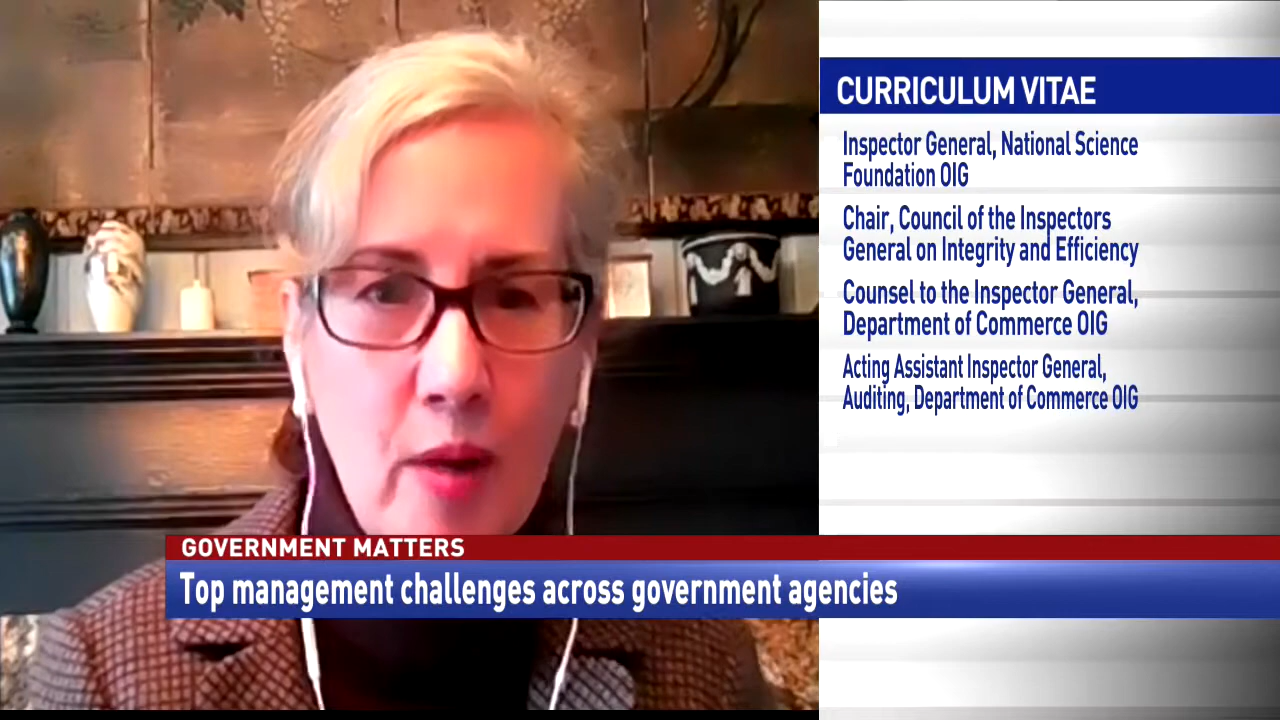 CURRICULUM VITAE
Inspector General, National Science
Foundation OIG
Chair, Council of the Inspectors
General on Integrity and Efficiency
Counsel to the Inspector General,
Department of Commerce OIG
Acting Assistant Inspector General,
Auditing, Department of Commerce OIG
GOVERNMENT MATTERS
Top management challenges across government agencies